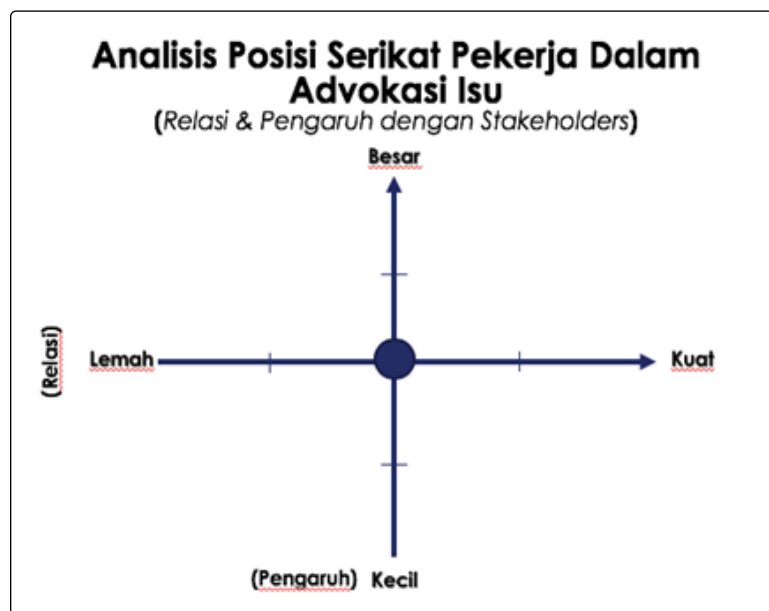 Analisis Posisi Serikat Pekerja Dalam
Advokasi Isu
(Relasi & Pengaruh dengan Stakeholders)
Besar
(Relasi)
Lemah
Kuat
(Pengaruh) Kecil